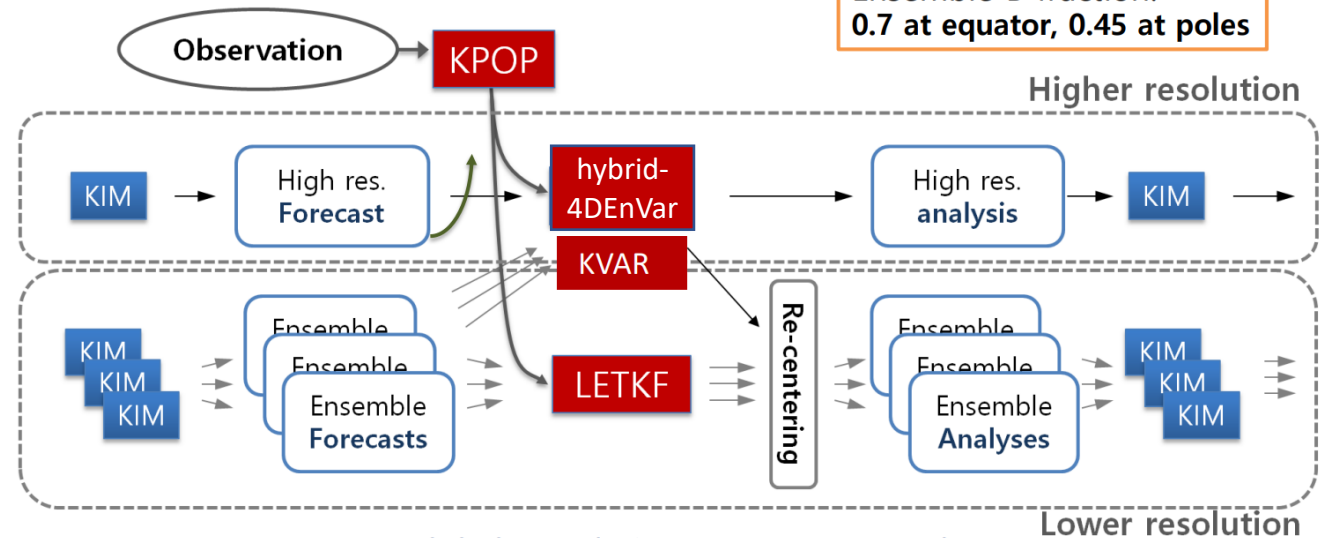 Ensemble B fraction:
0.7 at equator, 0.45 at poles
Observation
KPOP
Higher resolution
KIM
High res.
Forecast
hybrid-
4DEnVar
High res.
analysis
KIM
KVAR
Re-centering
KIM
KIM
KIM
Ensemble
Ensemble
Ensemble
Forecasts
LETKF
Ensemble
Ensemble
Ensemble
Analyses
KIM
KIM
KIM
Lower resolution